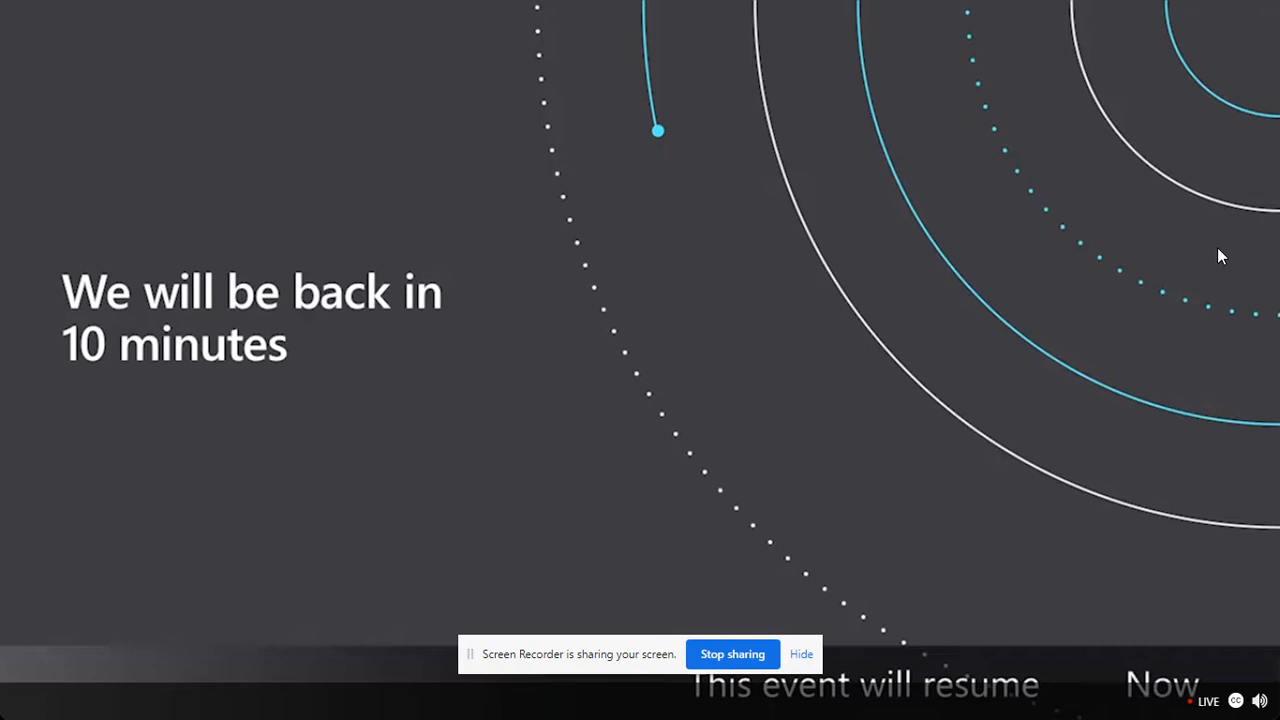 We will be back in
10 minutes
Screen Recorder is sharing your screen. Stop sharing Hide
This event will resume Now
LIVE CC